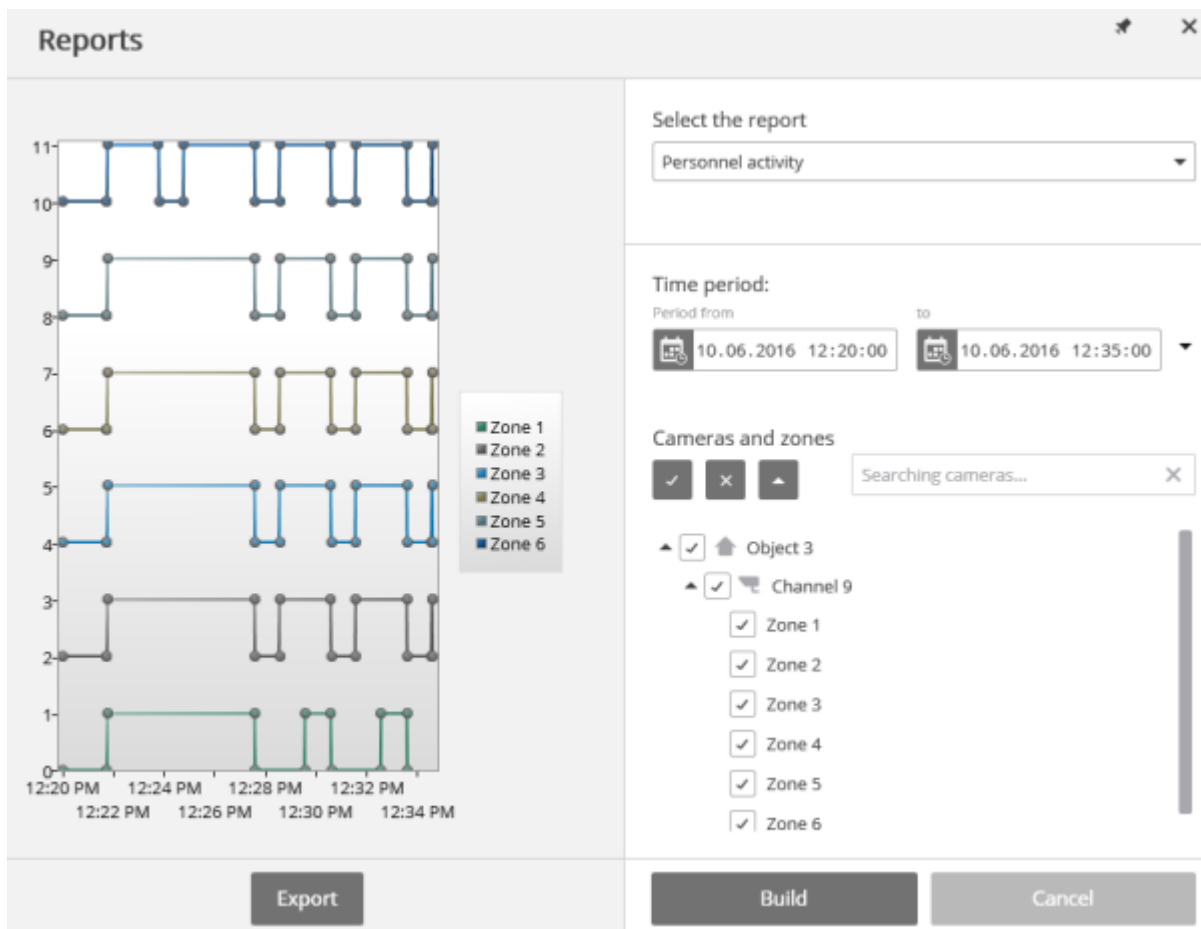 Reports
11
10
9
8
7
6
5
4
3
2
1
0
12:20 PM 12:24 PM 12:28 PM 12:32 PM
12:22 PM 12:26 PM 12:30 PM 12:34 PM
Zone 1
Zone 2
Zone 3
Zone 4
Zone 5
Zone 6
Export
Select the report
Personnel activity
Time period:
Period from to
10.06.2016 12:20:00 10.06.2016 12:35:00
Cameras and zones
Searching cameras...
Object 3
Channel 9
Zone 1
Zone 2
Zone 3
Zone 4
Zone 5
Zone 6
Build Cancel